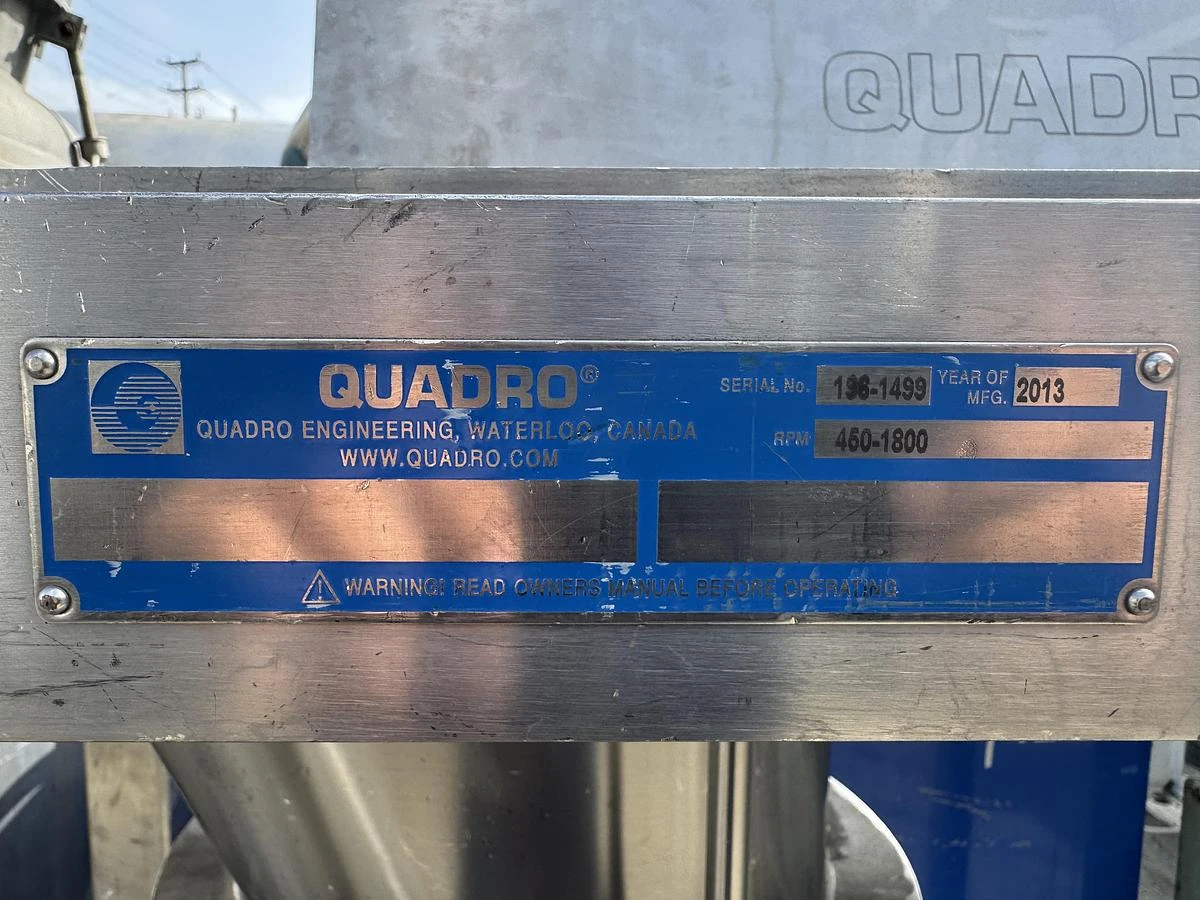 QUADR
QUADRO®
QUADRO ENGINEERING, WATERLOO, CANADA
WWW.QUADRO.COM
SERIAL No. 196-1499 YEAR OF MFG. 2013
RPM 450-1800
WARNING! READ OWNERS MANUAL BEFORE OPERATING